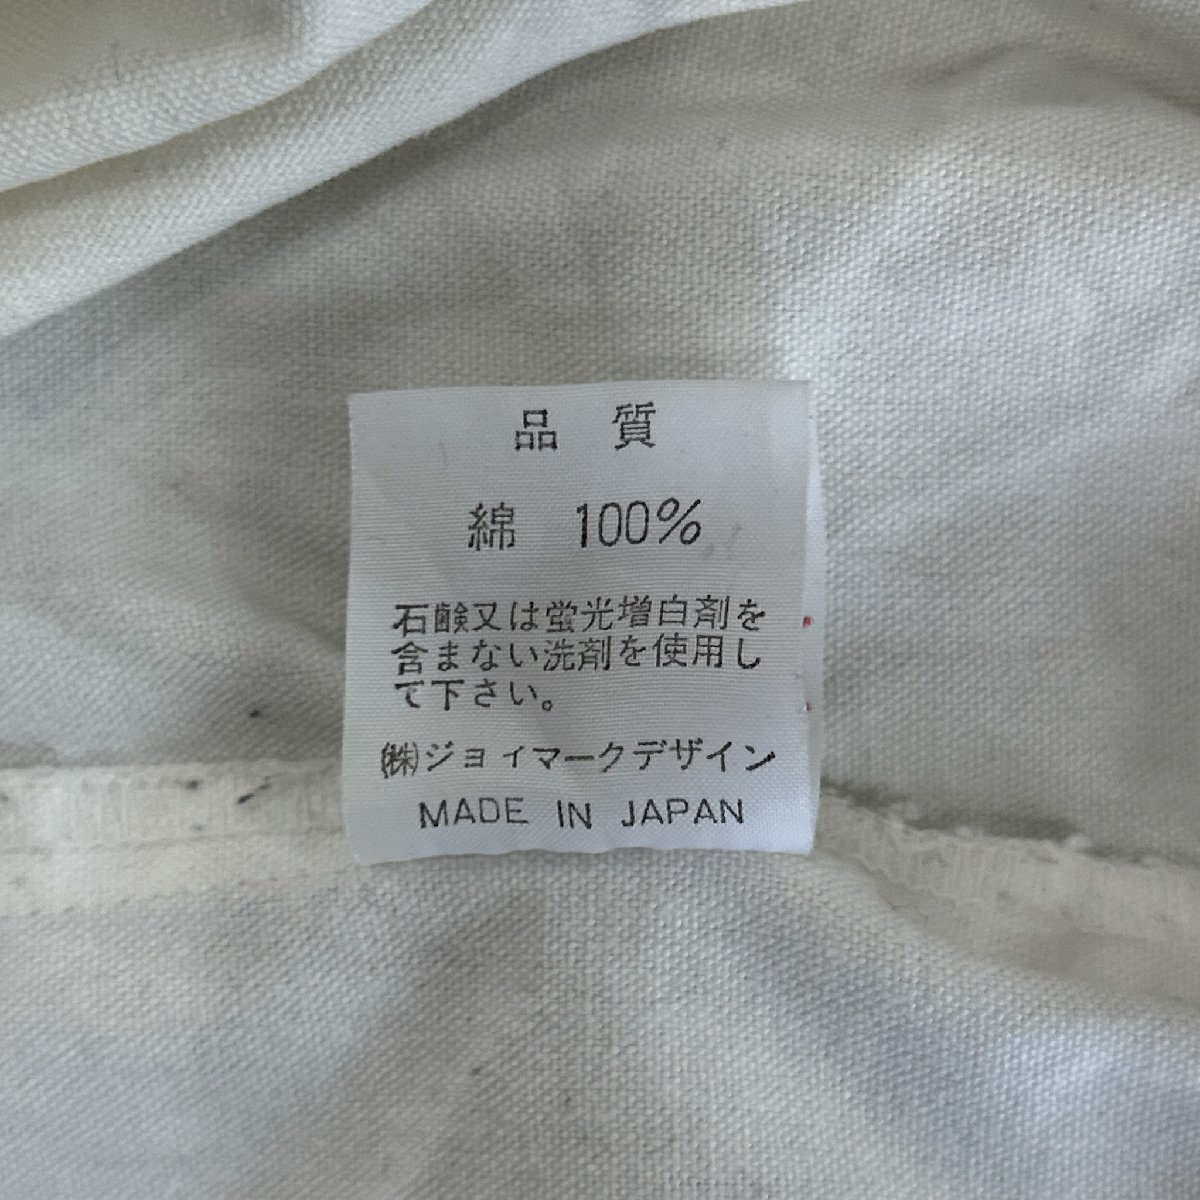 品 質
綿 100%
石鹸又は蛍光増白剤を
含まない洗剤を使用し
て下さい。
㈱ジョイマークデザイン
MADE IN JAPAN